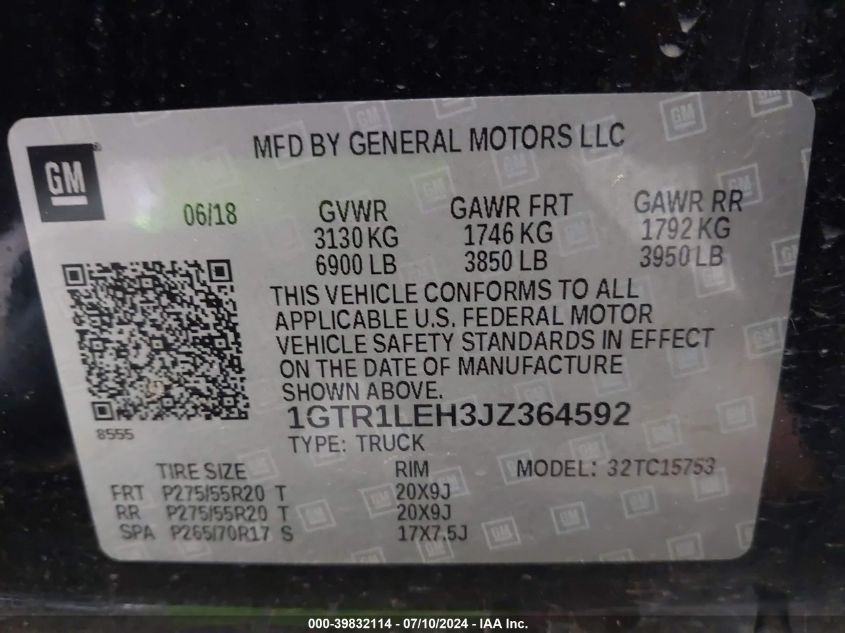 MFD BY GENERAL MOTORS LLC
GM
06/18 GVWR GAWR FRT GAWR RR
3130 KG 1746 KG 1792 KG
6900 LB 3850 LB 3950 LB
THIS VEHICLE CONFORMS TO ALL
APPLICABLE U.S. FEDERAL MOTOR
VEHICLE SAFETY STANDARDS IN EFFECT
ON THE DATE OF MANUFACTURE
SHOWN ABOVE.
1GTR1LEH3JZ364592
8555
TYPE: TRUCK
TIRE SIZE RIM MODEL: 32TC15753
FRT P275/55R20 T 20X9J
RR P275/55R20 T 20X9J
SPA P265/70R17 S 17X7.5J
000-39832114 - 07/10/2024 - IAA Inc.